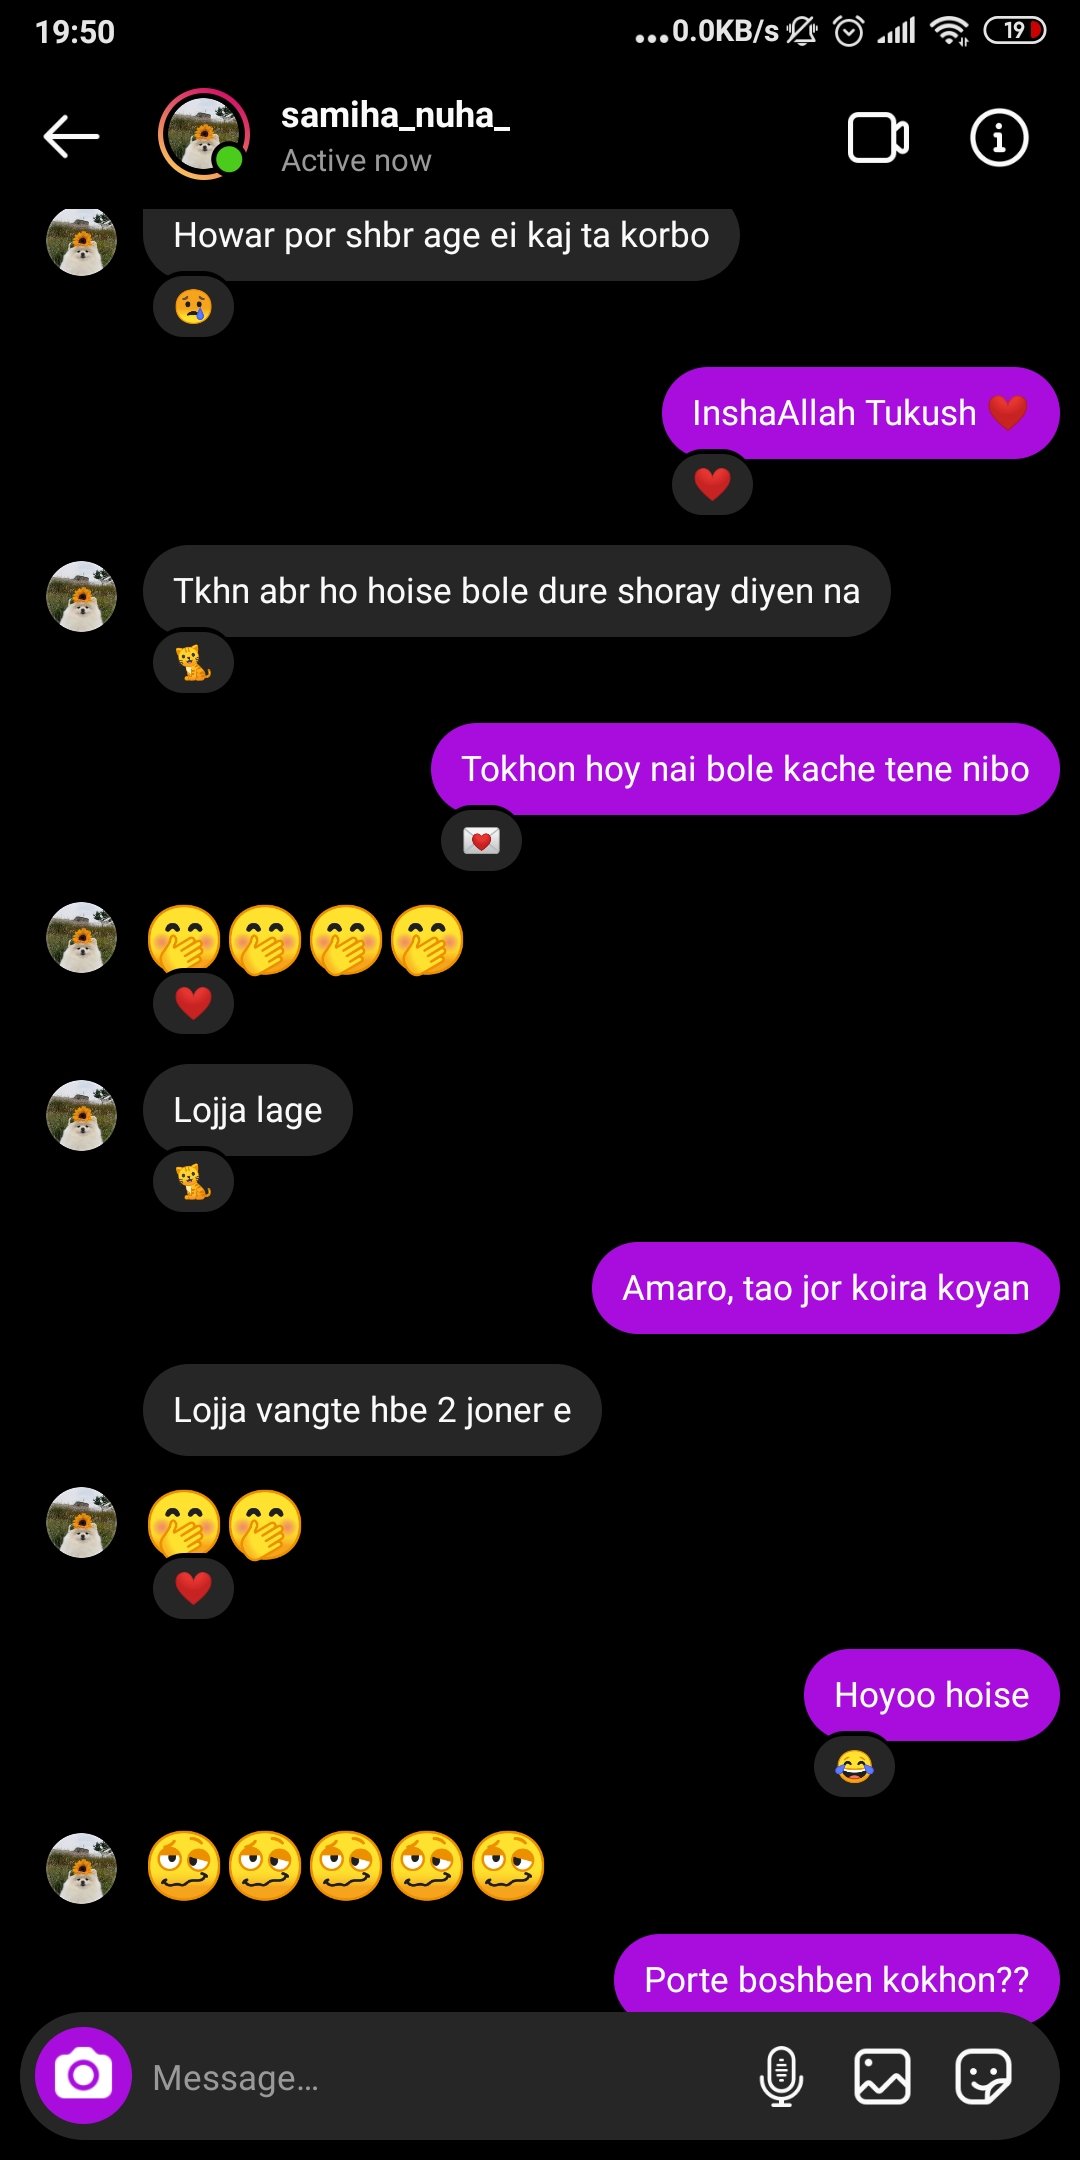 19:50
...0.0KB/s
19
samiha_nuha_
Active now
Howar por shbr age ei kaj ta korbo
😢
InshaAllah Tukush ❤️
❤️
Tkhn abr ho hoise bole dure shoray diyen na
🐈
Tokhon hoy nai bole kache tene nibo
💌
🤭🤭🤭🤭
❤️
Lojja lage
🐈
Amaro, tao jor koira koyan
Lojja vangte hbe 2 joner e
🤭🤭
❤️
Hoyoo hoise
😂
🥴🥴🥴🥴🥴
Porte boshben kokhon??
Message...